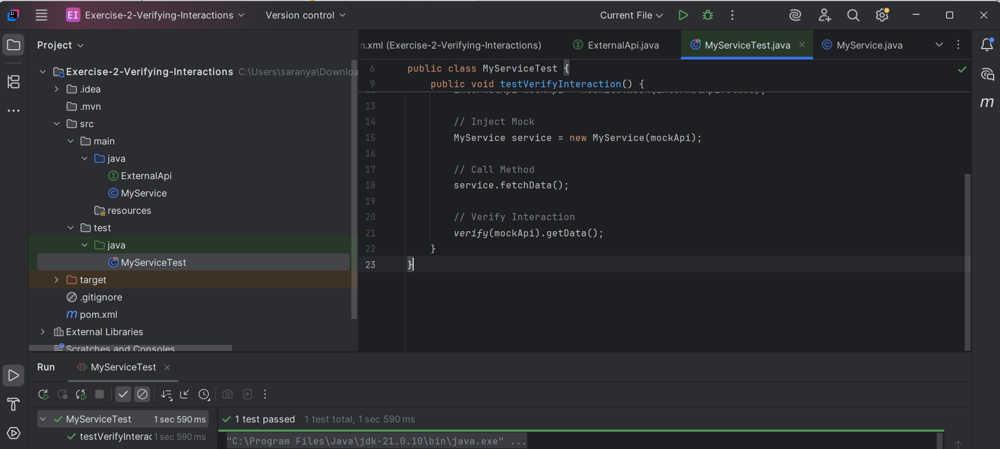 EI Exercise-2-Verifying-Interactions Version control Current File
Project
m.xml (Exercise-2-Verifying-Interactions) ExternalApi.java MyServiceTest.java MyService.java
Exercise-2-Verifying-Interactions C:\Users\saranya\Downloa
.idea
.mvn
src
main
java
ExternalApi
MyService
resources
test
java
MyServiceTest
target
.gitignore
pom.xml
External Libraries
Scratches and Consoles
6 public class MyServiceTest {
9 public void testVerifyInteraction() {
13
14 // Inject Mock
15 MyService service = new MyService(mockApi);
16
17 // Call Method
18 service.fetchData();
19
20 // Verify Interaction
21 verify(mockApi).getData();
22 }
23 }
Run MyServiceTest
MyServiceTest 1 sec 590 ms
testVerifyInterac 1 sec 590 ms
1 test passed 1 test total, 1 sec 590 ms
"C:\Program Files\Java\jdk-21.0.10\bin\java.exe" ...